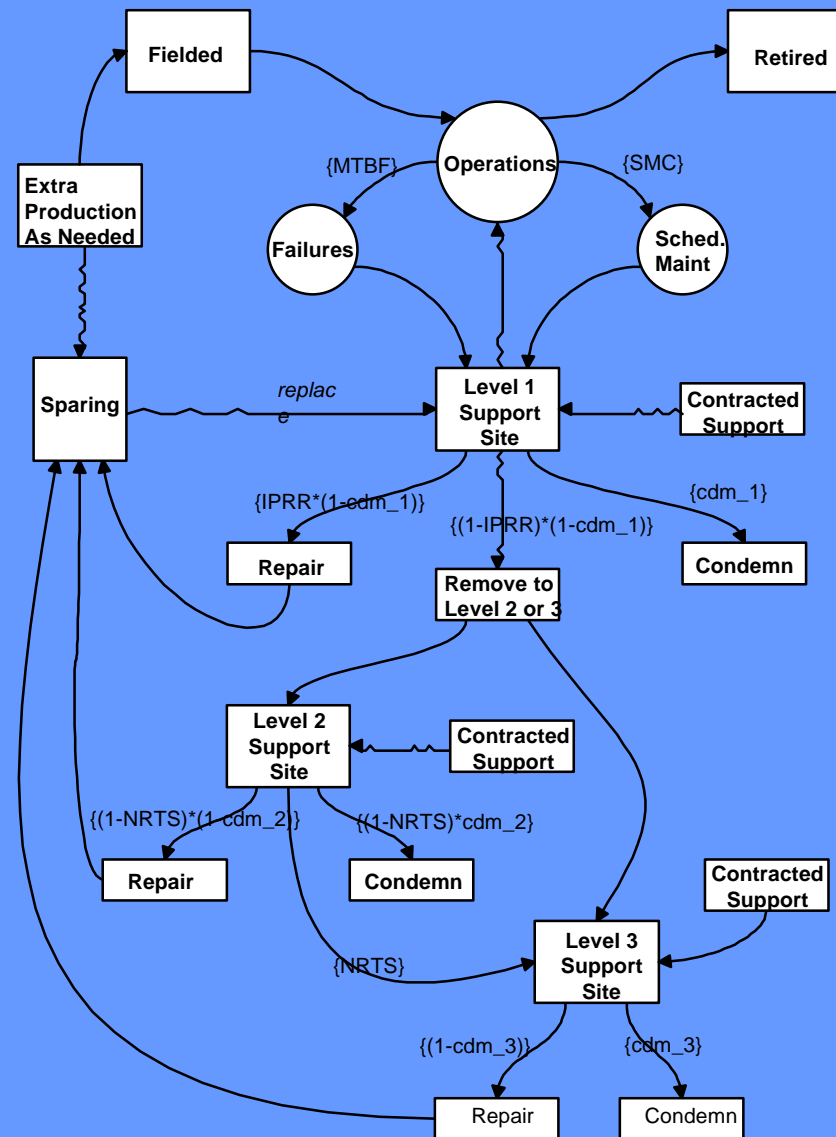 Fielded
Retired
Operations
{MTBF}
{SMC}
Extra
Production
As Needed
Failures
Sched.
Maint
Sparing
replac
e
Level 1
Support
Site
Contracted
Support
{IPRR*(1-cdm_1)}
{(1-IPRR)*(1-cdm_1)}
{cdm_1}
Repair
Condemn
Remove to
Level 2 or 3
Level 2
Support
Site
Contracted
Support
{(1-NRTS)*(1-cdm_2)}
{(1-NRTS)*cdm_2}
Repair
Condemn
Contracted
Support
{NRTS}
Level 3
Support
Site
{(1-cdm_3)}
{cdm_3}
Repair
Condemn